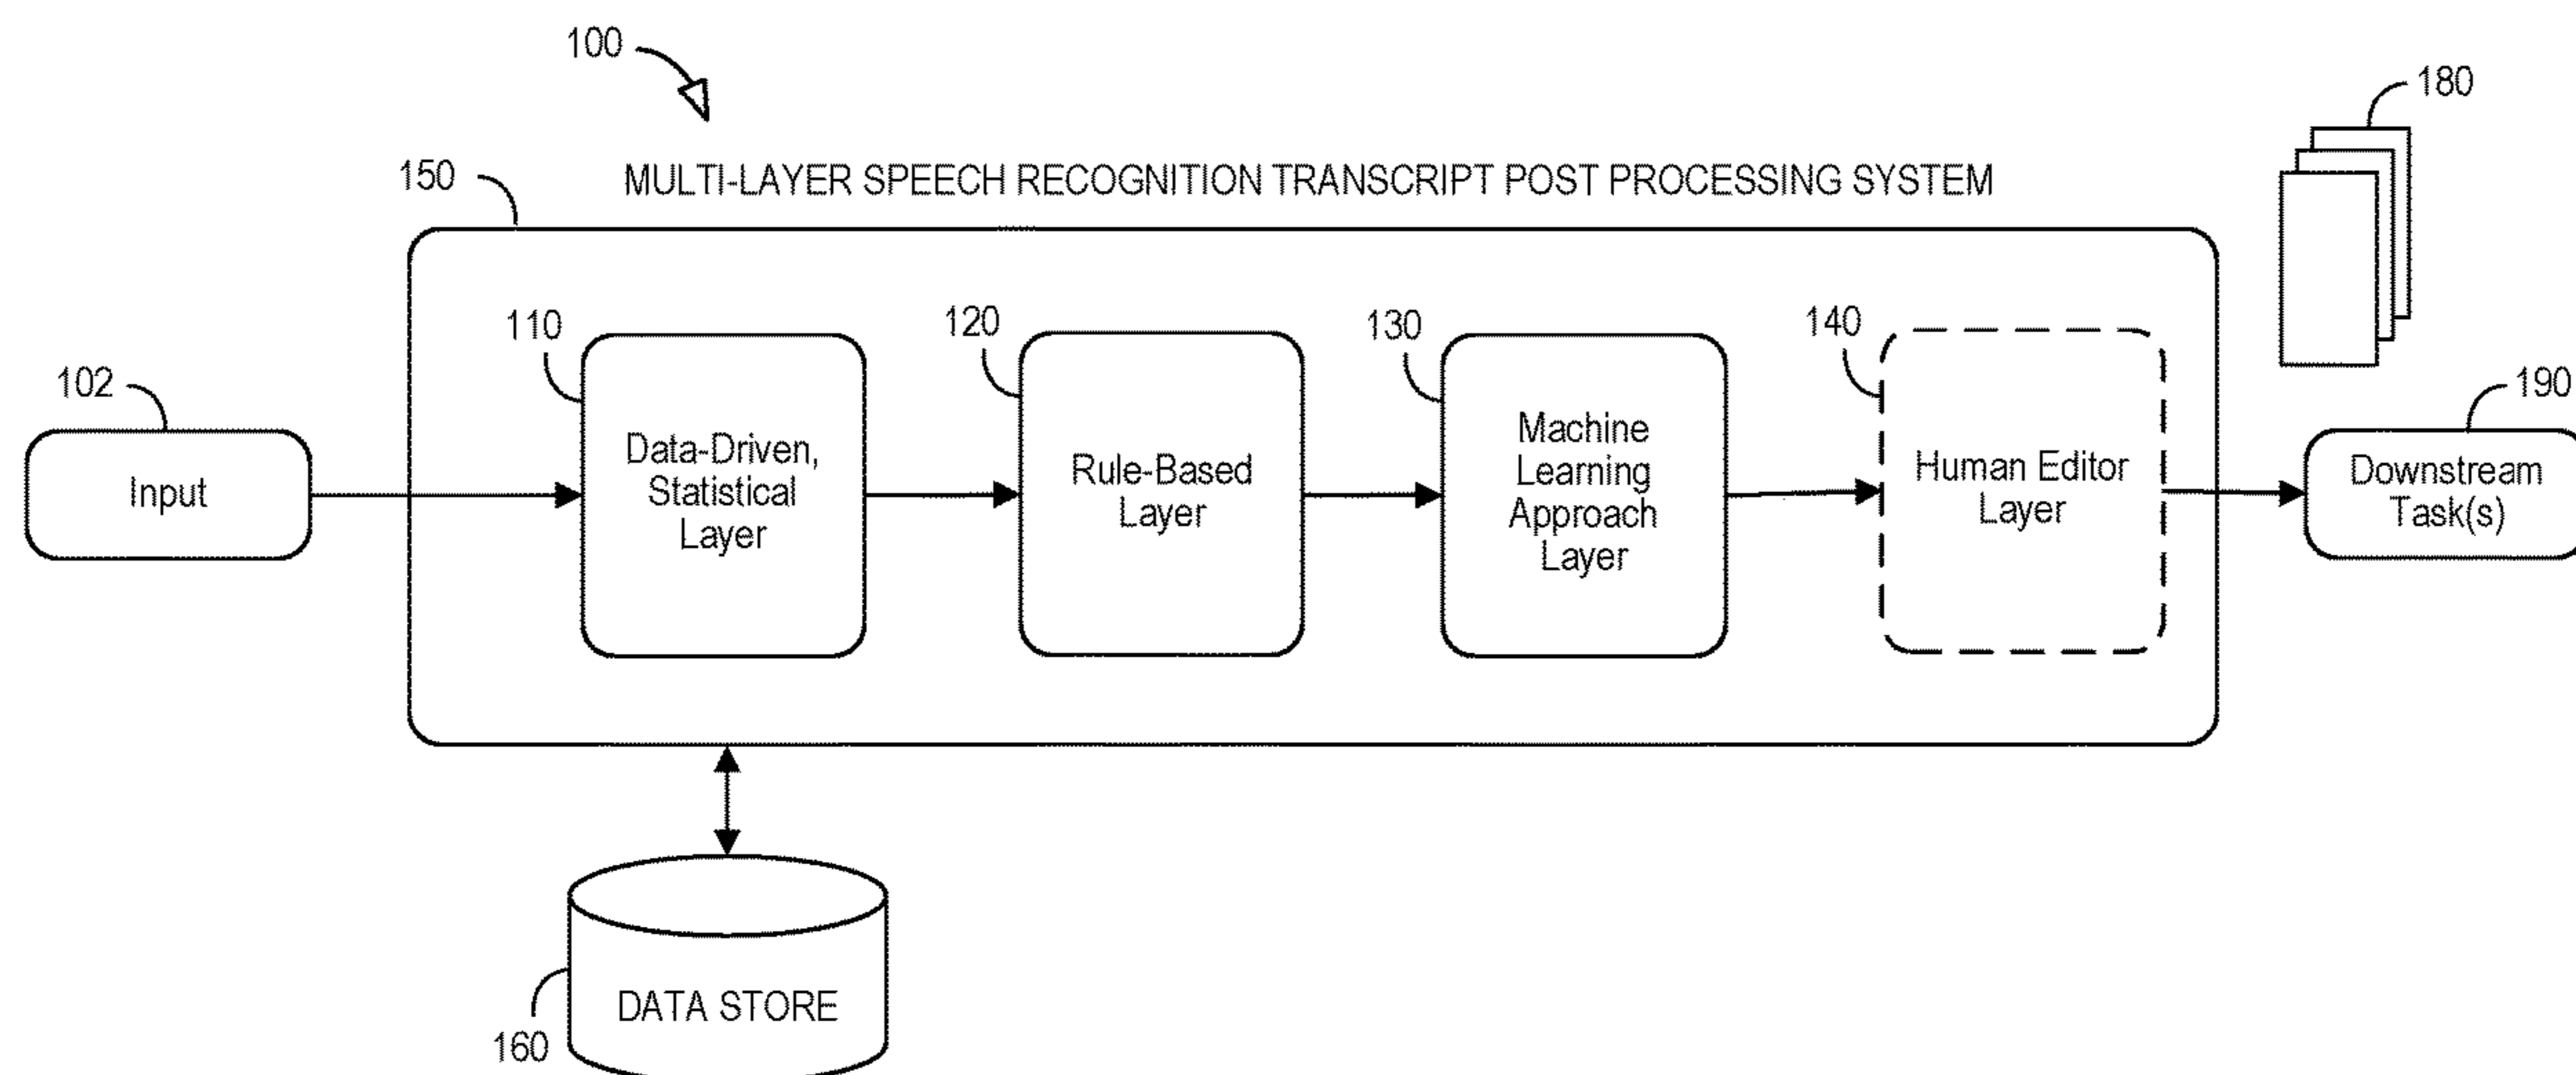 100
180
150
MULTI-LAYER SPEECH RECOGNITION TRANSCRIPT POST PROCESSING SYSTEM
110
120
130
140
102
190
Input
Data-Driven,
Statistical
Layer
Rule-Based
Layer
Machine
Learning
Approach
Layer
Human Editor
Layer
Downstream
Task(s)
DATA STORE
160